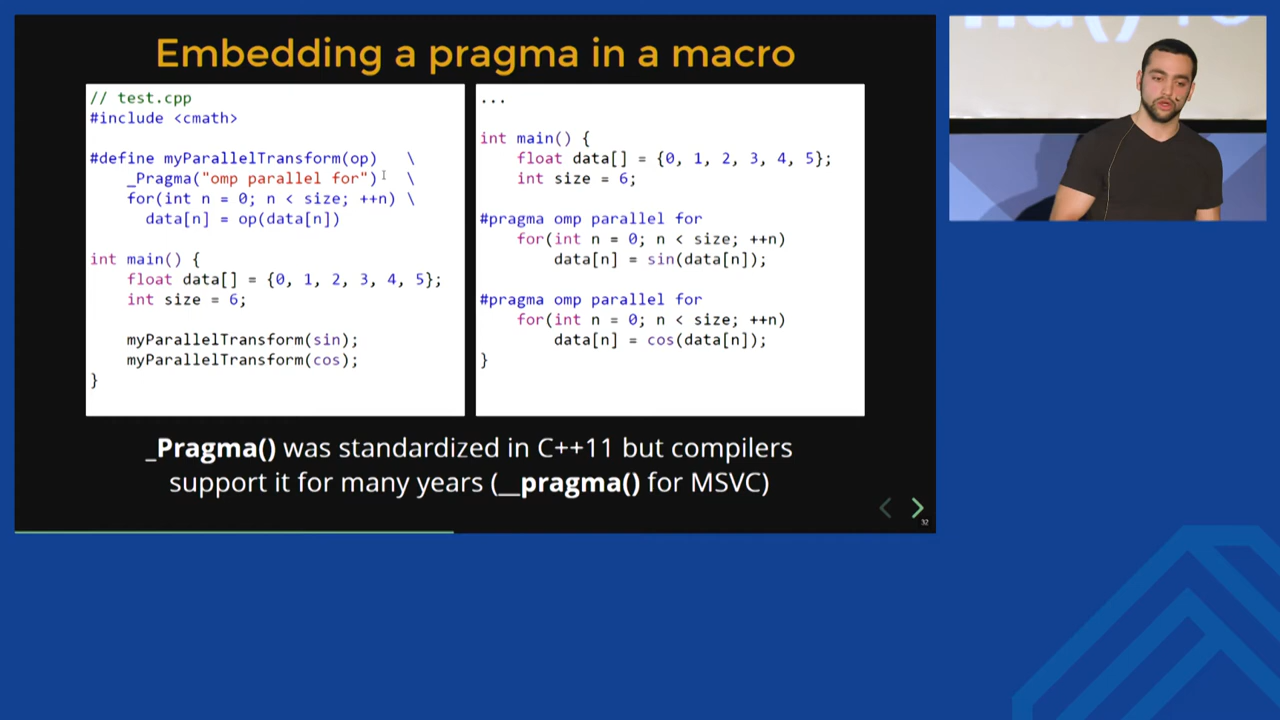 Embedding a pragma in a macro
// test.cpp
#include <cmath>
#define myParallelTransform(op) \
_Pragma("omp parallel for") \
for(int n = 0; n < size; ++n) \
data[n] = op(data[n])
int main() {
float data[] = {0, 1, 2, 3, 4, 5};
int size = 6;
myParallelTransform(sin);
myParallelTransform(cos);
}
...
int main() {
float data[] = {0, 1, 2, 3, 4, 5};
int size = 6;
#pragma omp parallel for
for(int n = 0; n < size; ++n)
data[n] = sin(data[n]);
#pragma omp parallel for
for(int n = 0; n < size; ++n)
data[n] = cos(data[n]);
}
_Pragma() was standardized in C++11 but compilers
support it for many years (__pragma() for MSVC)
32